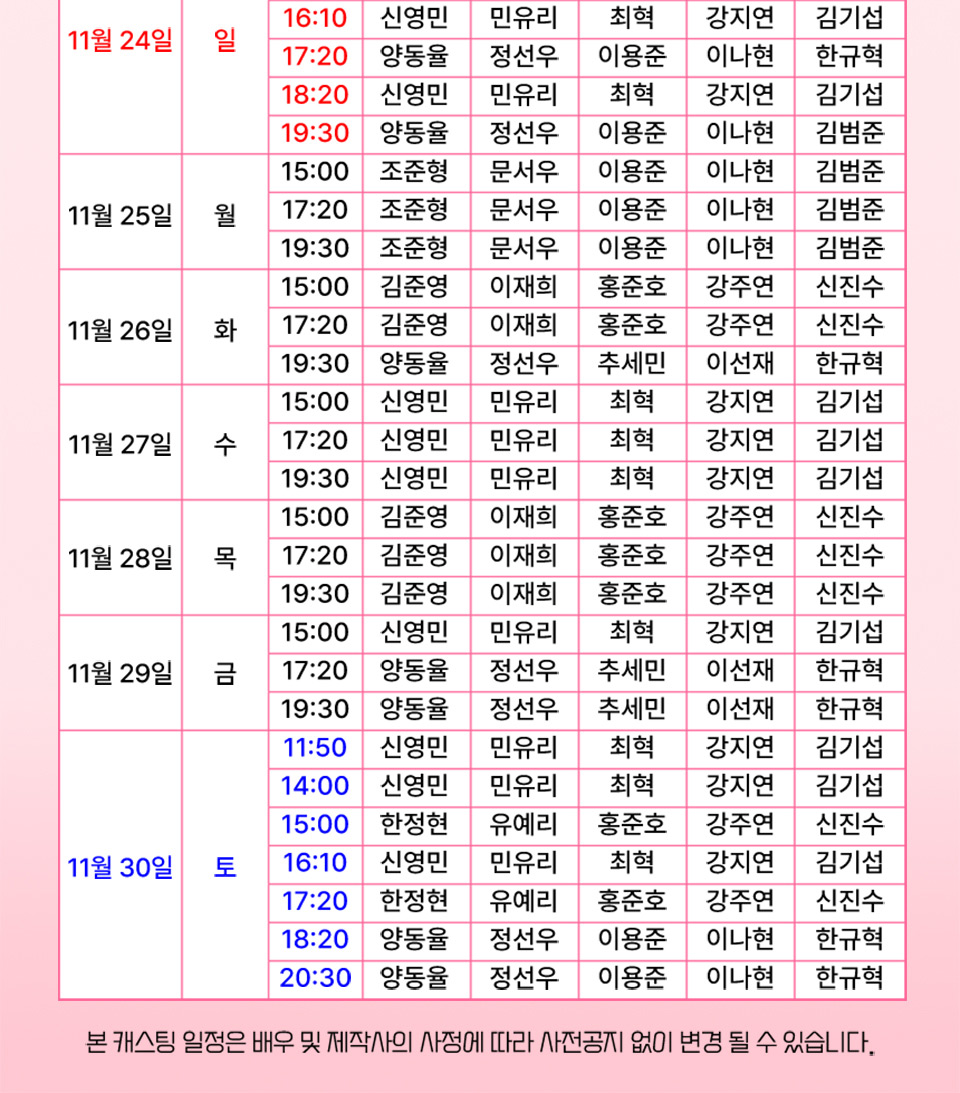 16:10 신영민 민유리 최혁 강지연 김기섭
11월 24일 일
17:20 양동율 정선우 이용준 이나현 한규혁
18:20 신영민 민유리 최혁 강지연 김기섭
19:30 양동율 정선우 이용준 이나현 김범준
15:00 조준형 문서우 이용준 이나현 김범준
11월 25일 월 17:20 조준형 문서우 이용준 이나현 김범준
19:30 조준형 문서우 이용준 이나현 김범준
15:00 김준영 이재희 홍준호 강주연 신진수
11월 26일 화 17:20 김준영 이재희 홍준호 강주연 신진수
19:30 양동율 정선우 추세민 이선재 한규혁
15:00 신영민 민유리 최혁 강지연 김기섭
11월 27일 수 17:20 신영민 민유리 최혁 강지연 김기섭
19:30 신영민 민유리 최혁 강지연 김기섭
15:00 김준영 이재희 홍준호 강주연 신진수
11월 28일 목 17:20 김준영 이재희 홍준호 강주연 신진수
19:30 김준영 이재희 홍준호 강주연 신진수
15:00 신영민 민유리 최혁 강지연 김기섭
11월 29일 금 17:20 양동율 정선우 추세민 이선재 한규혁
19:30 양동율 정선우 추세민 이선재 한규혁
11:50 신영민 민유리 최혁 강지연 김기섭
14:00 신영민 민유리 최혁 강지연 김기섭
15:00 한정현 유예리 홍준호 강주연 신진수
11월 30일 토 16:10 신영민 민유리 최혁 강지연 김기섭
17:20 한정현 유예리 홍준호 강주연 신진수
18:20 양동율 정선우 이용준 이나현 한규혁
20:30 양동율 정선우 이용준 이나현 한규혁
본 캐스팅 일정은 배우 및 제작사의 사정에 따라 사전공지 없이 변경 될 수 있습니다.